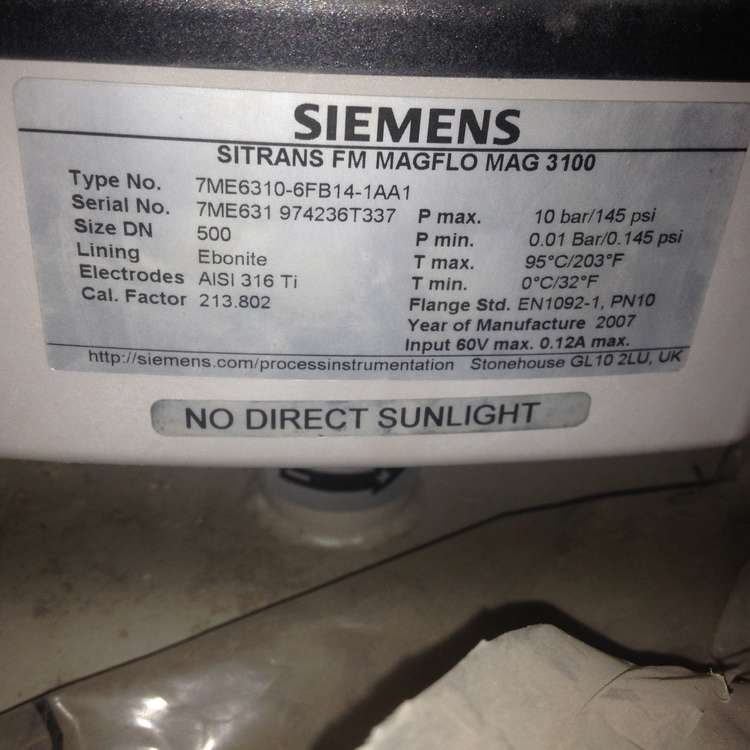 SIEMENS
SITRANS FM MAGFLO MAG 3100
Type No. 7ME6310-6FB14-1AA1
Serial No. 7ME631 974236T337
Size DN 500
Lining Ebonite
Electrodes AISI 316 Ti
Cal. Factor 213.802
P max. 10 bar/145 psi
P min. 0.01 Bar/0.145 psi
T max. 95°C/203°F
T min. 0°C/32°F
Flange Std. EN1092-1, PN10
Year of Manufacture 2007
Input 60V max. 0.12A max.
http://siemens.com/processinstrumentation Stonehouse GL10 2LU, UK
NO DIRECT SUNLIGHT